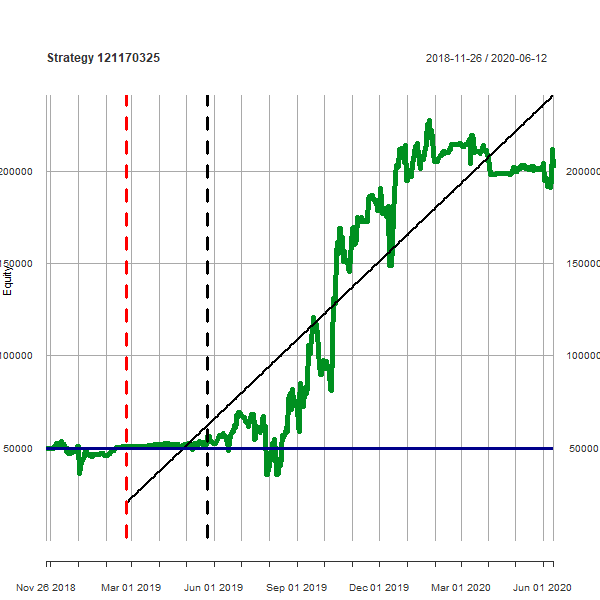 Strategy 121170325 2018-11-26 / 2020-06-12
200000 200000
150000 150000
Equity
100000 100000
50000 50000
Nov 26 2018 Mar 01 2019 Jun 01 2019 Sep 01 2019 Dec 01 2019 Mar 01 2020 Jun 01 2020